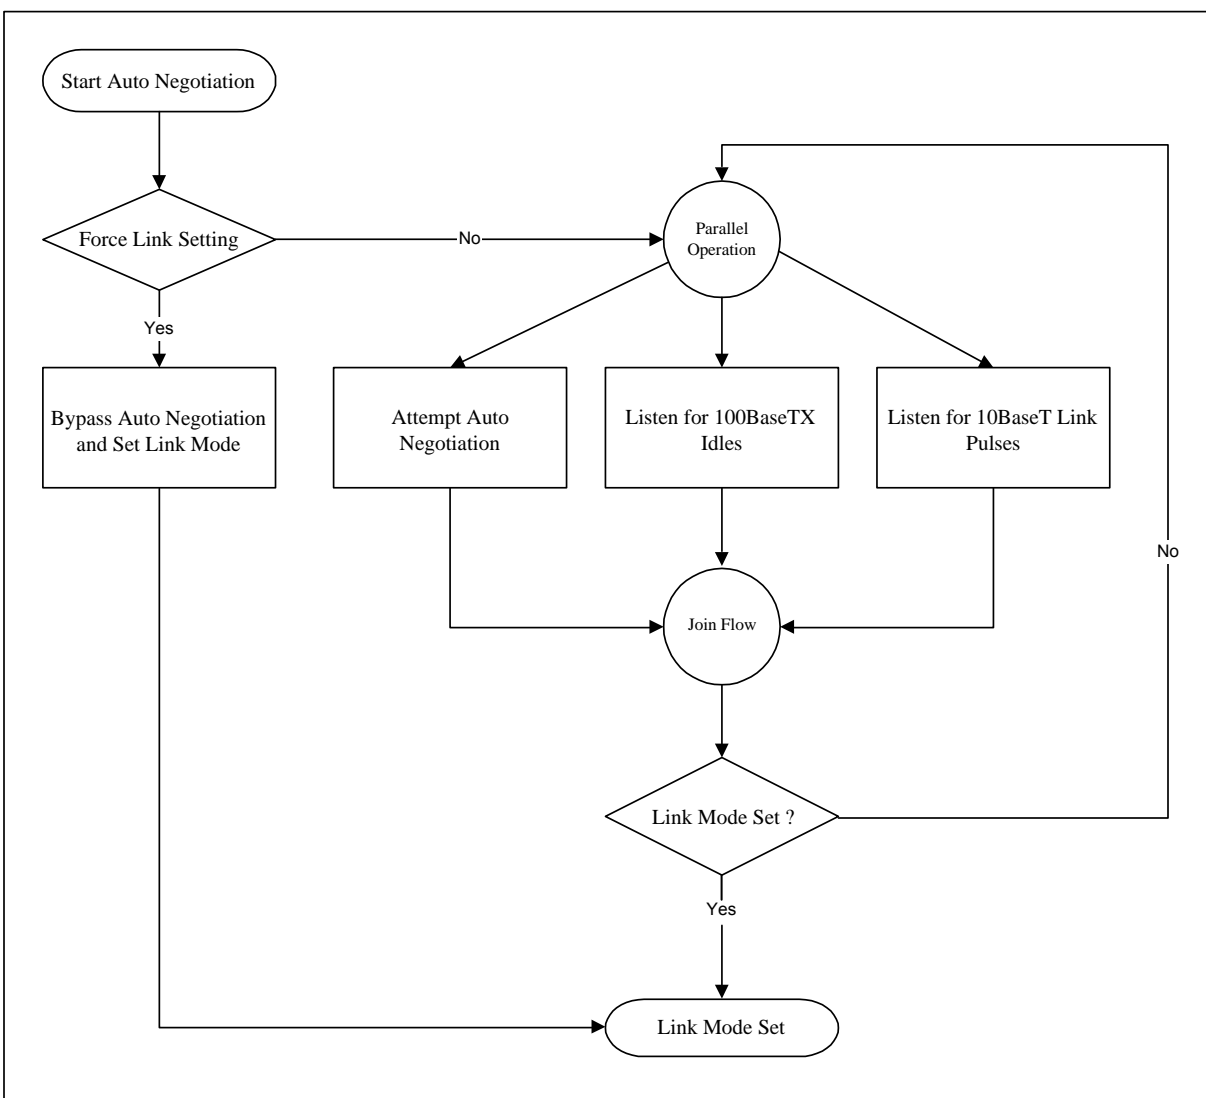 Start Auto Negotiation
Force Link Setting
No
Parallel
Operation
Yes
Bypass Auto Negotiation
and Set Link Mode
Attempt Auto
Negotiation
Listen for 100BaseTX
Idles
Listen for 10BaseT Link
Pulses
No
Join Flow
Link Mode Set ?
Yes
Link Mode Set